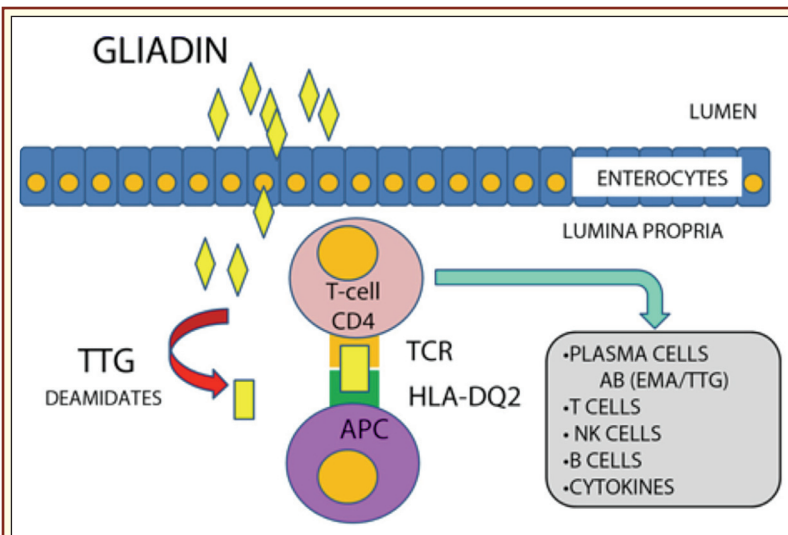 GLIADIN
LUMEN
ENTEROCYTES
LUMINA PROPRIA
T-cell
CD4
TTG
DEAMIDATES
TCR
HLA-DQ2
APC
•PLASMA CELLS
AB (EMA/TTG)
•T CELLS
• NK CELLS
•B CELLS
•CYTOKINES